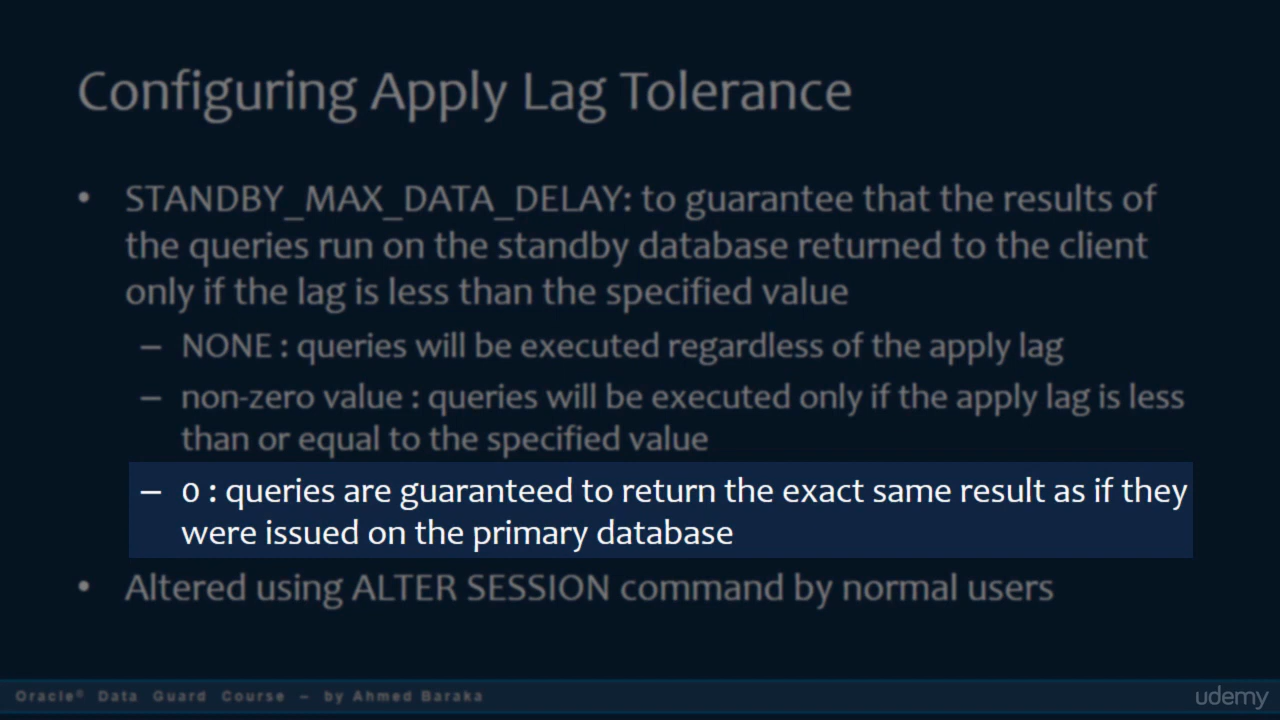 Configuring Apply Lag Tolerance
• STANDBY_MAX_DATA_DELAY: to guarantee that the results of
the queries run on the standby database returned to the client
only if the lag is less than the specified value
– NONE : queries will be executed regardless of the apply lag
– non-zero value : queries will be executed only if the apply lag is less
than or equal to the specified value
– 0 : queries are guaranteed to return the exact same result as if they
were issued on the primary database
• Altered using ALTER SESSION command by normal users
Oracle® Data Guard Course – by Ahmed Baraka
udemy